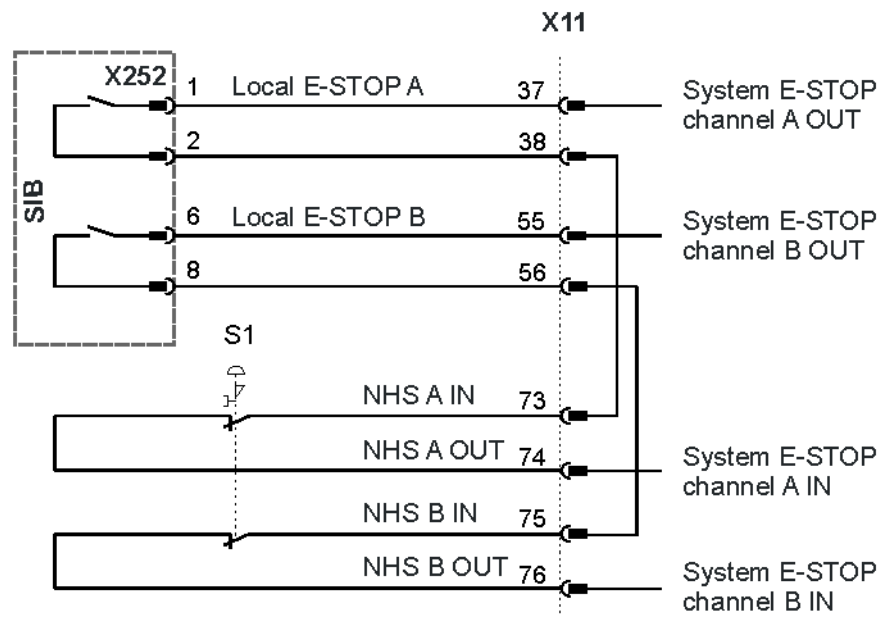 X11
X252
1 Local E-STOP A 37 System E-STOP
channel A OUT
2 38
SIB
6 Local E-STOP B 55 System E-STOP
channel B OUT
8 56
S1
NHS A IN 73
NHS A OUT 74 System E-STOP
channel A IN
NHS B IN 75
NHS B OUT 76 System E-STOP
channel B IN